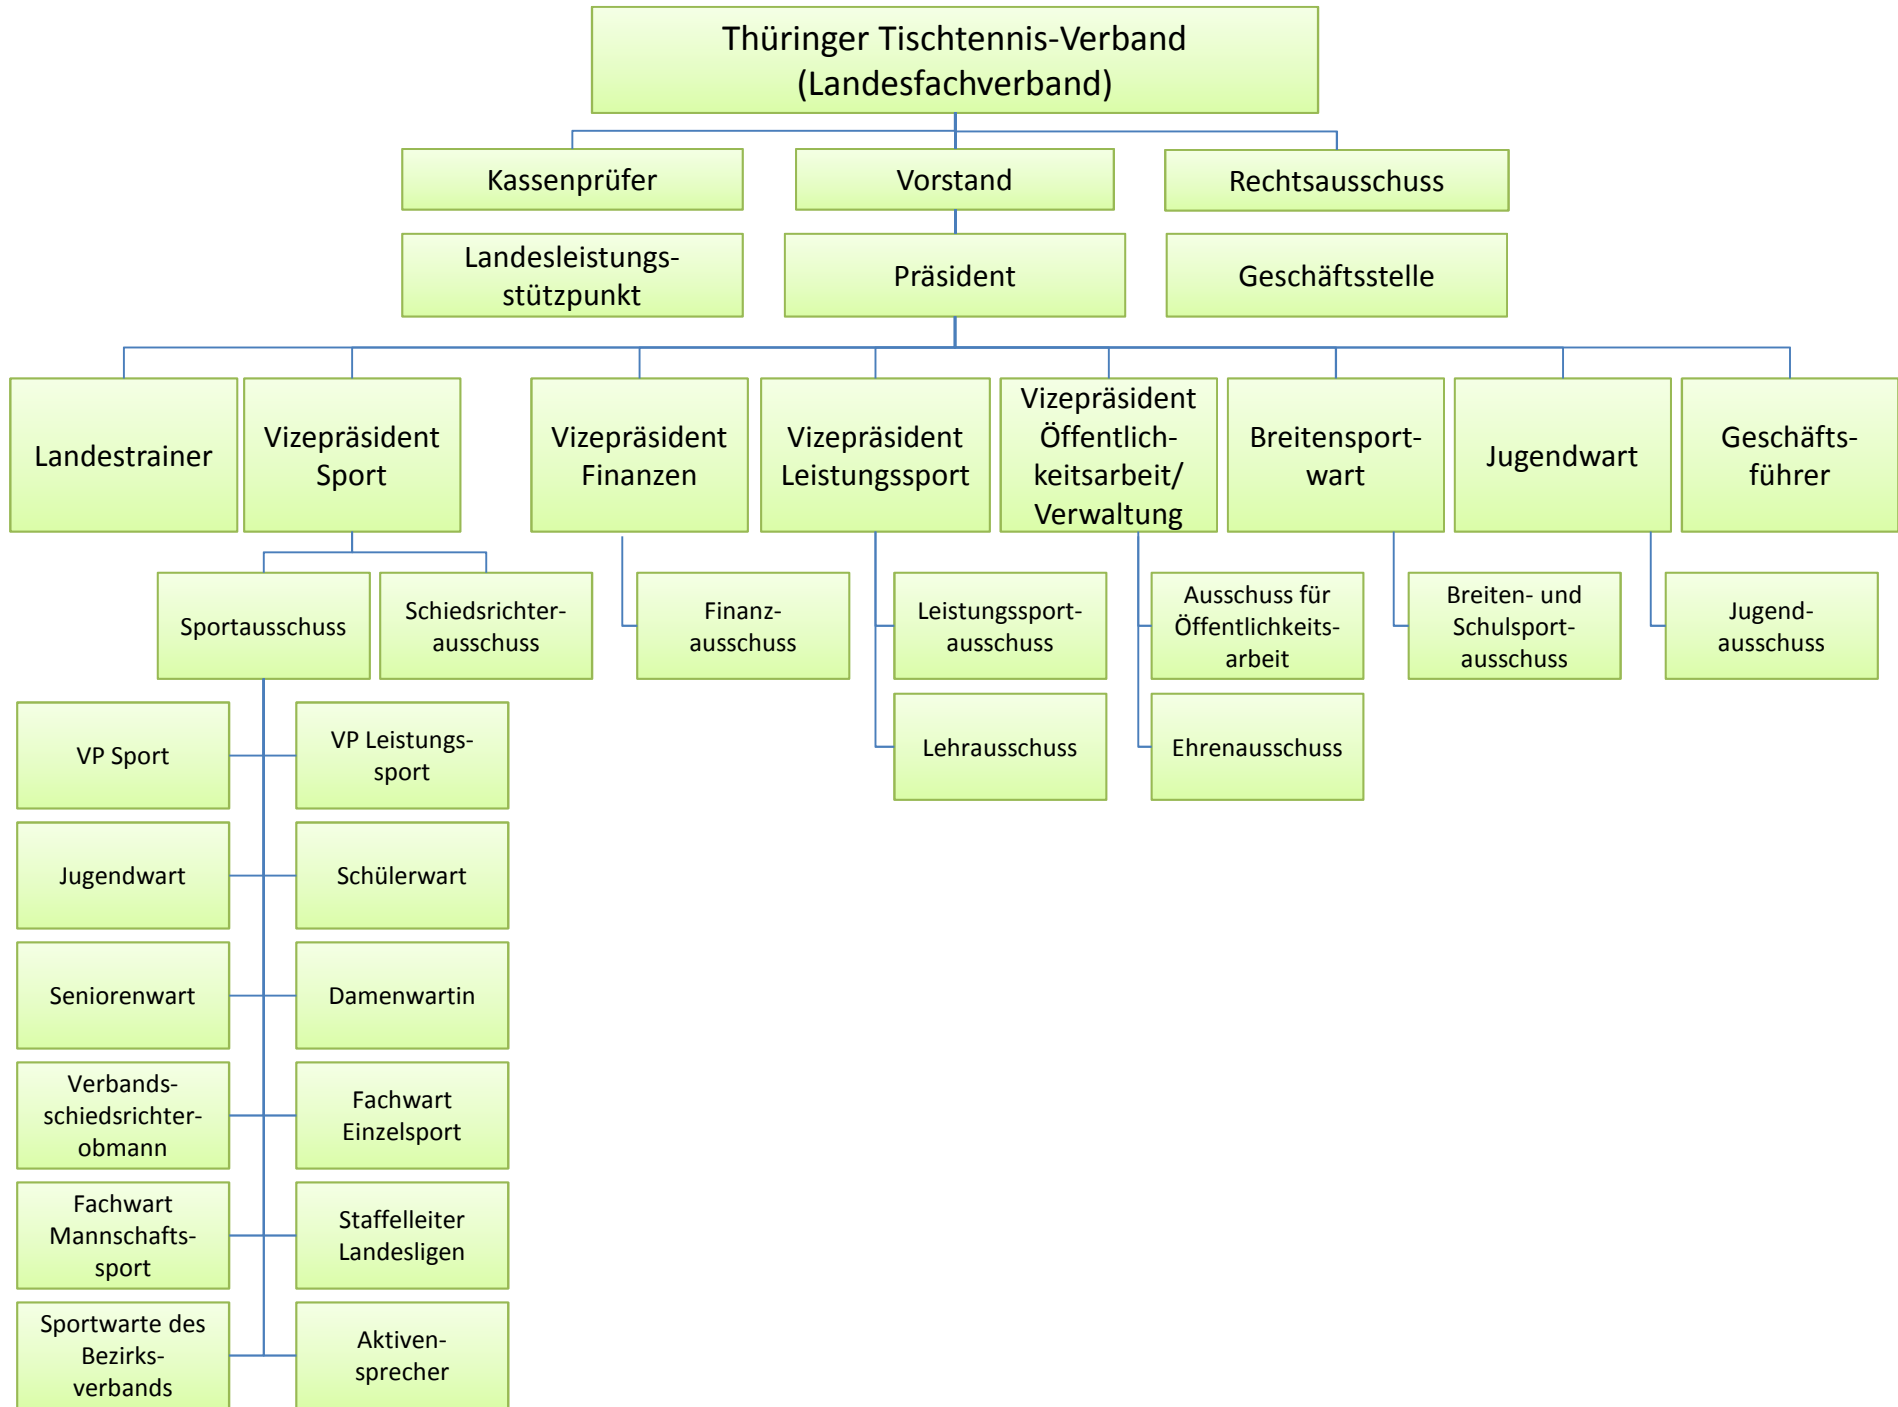 Thüringer Tischtennis-Verband
(Landesfachverband)
Kassenprüfer
Vorstand
Rechtsausschuss
Landesleistungs-
stützpunkt
Präsident
Geschäftsstelle
Landestrainer
Vizepräsident
Sport
Vizepräsident
Finanzen
Vizepräsident
Leistungssport
Vizepräsident
Öffentlich-
keitsarbeit/
Verwaltung
Breitensport-
wart
Jugendwart
Geschäfts-
führer
Sportausschuss
Schiedsrichter-
ausschuss
Finanz-
ausschuss
Leistungssport-
ausschuss
Ausschuss für
Öffentlichkeits-
arbeit
Breiten- und
Schulsport-
ausschuss
Jugend-
ausschuss
VP Sport
VP Leistungs-
sport
Lehrausschuss
Ehrenausschuss
Jugendwart
Schülerwart
Seniorenwart
Damenwartin
Verbands-
schiedsrichter-
obmann
Fachwart
Einzelsport
Fachwart
Mannschafts-
sport
Staffelleiter
Landesligen
Sportwarte des
Bezirks-
verbands
Aktiven-
sprecher